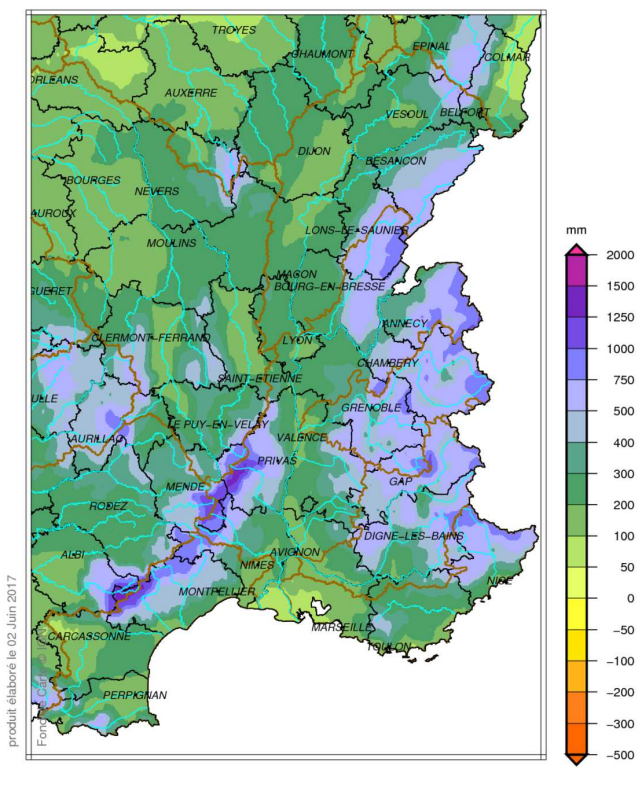 TROYES
EPINAL
CHAUMONT
COLMAR
ORLEANS
AUXERRE
VESOUL
BELFORT
DIJON
BESANCON
BOURGES
NEVERS
AUROUX
LONS-LE-SAUNIER
MOULINS
MACON
BOURG-EN-BRESSE
GUERET
ANNECY
CLERMONT-FERRAND
LYON
CHAMBERY
SAINT-ETIENNE
ULLE
GRENOBLE
LE PUY-EN-VELAY
AURILLAC
VALENCE
PRIVAS
MENDE
GAP
RODEZ
DIGNE-LES-BAINS
ALBI
AVIGNON
NIMES
NICE
MONTPELLIER
MARSEILLE
CARCASSONNE
TOULON
PERPIGNAN
produit élaboré le 02 Juin 2017
mm
2000
1500
1250
1000
750
500
400
300
200
100
50
0
-50
-100
-200
-300
-500